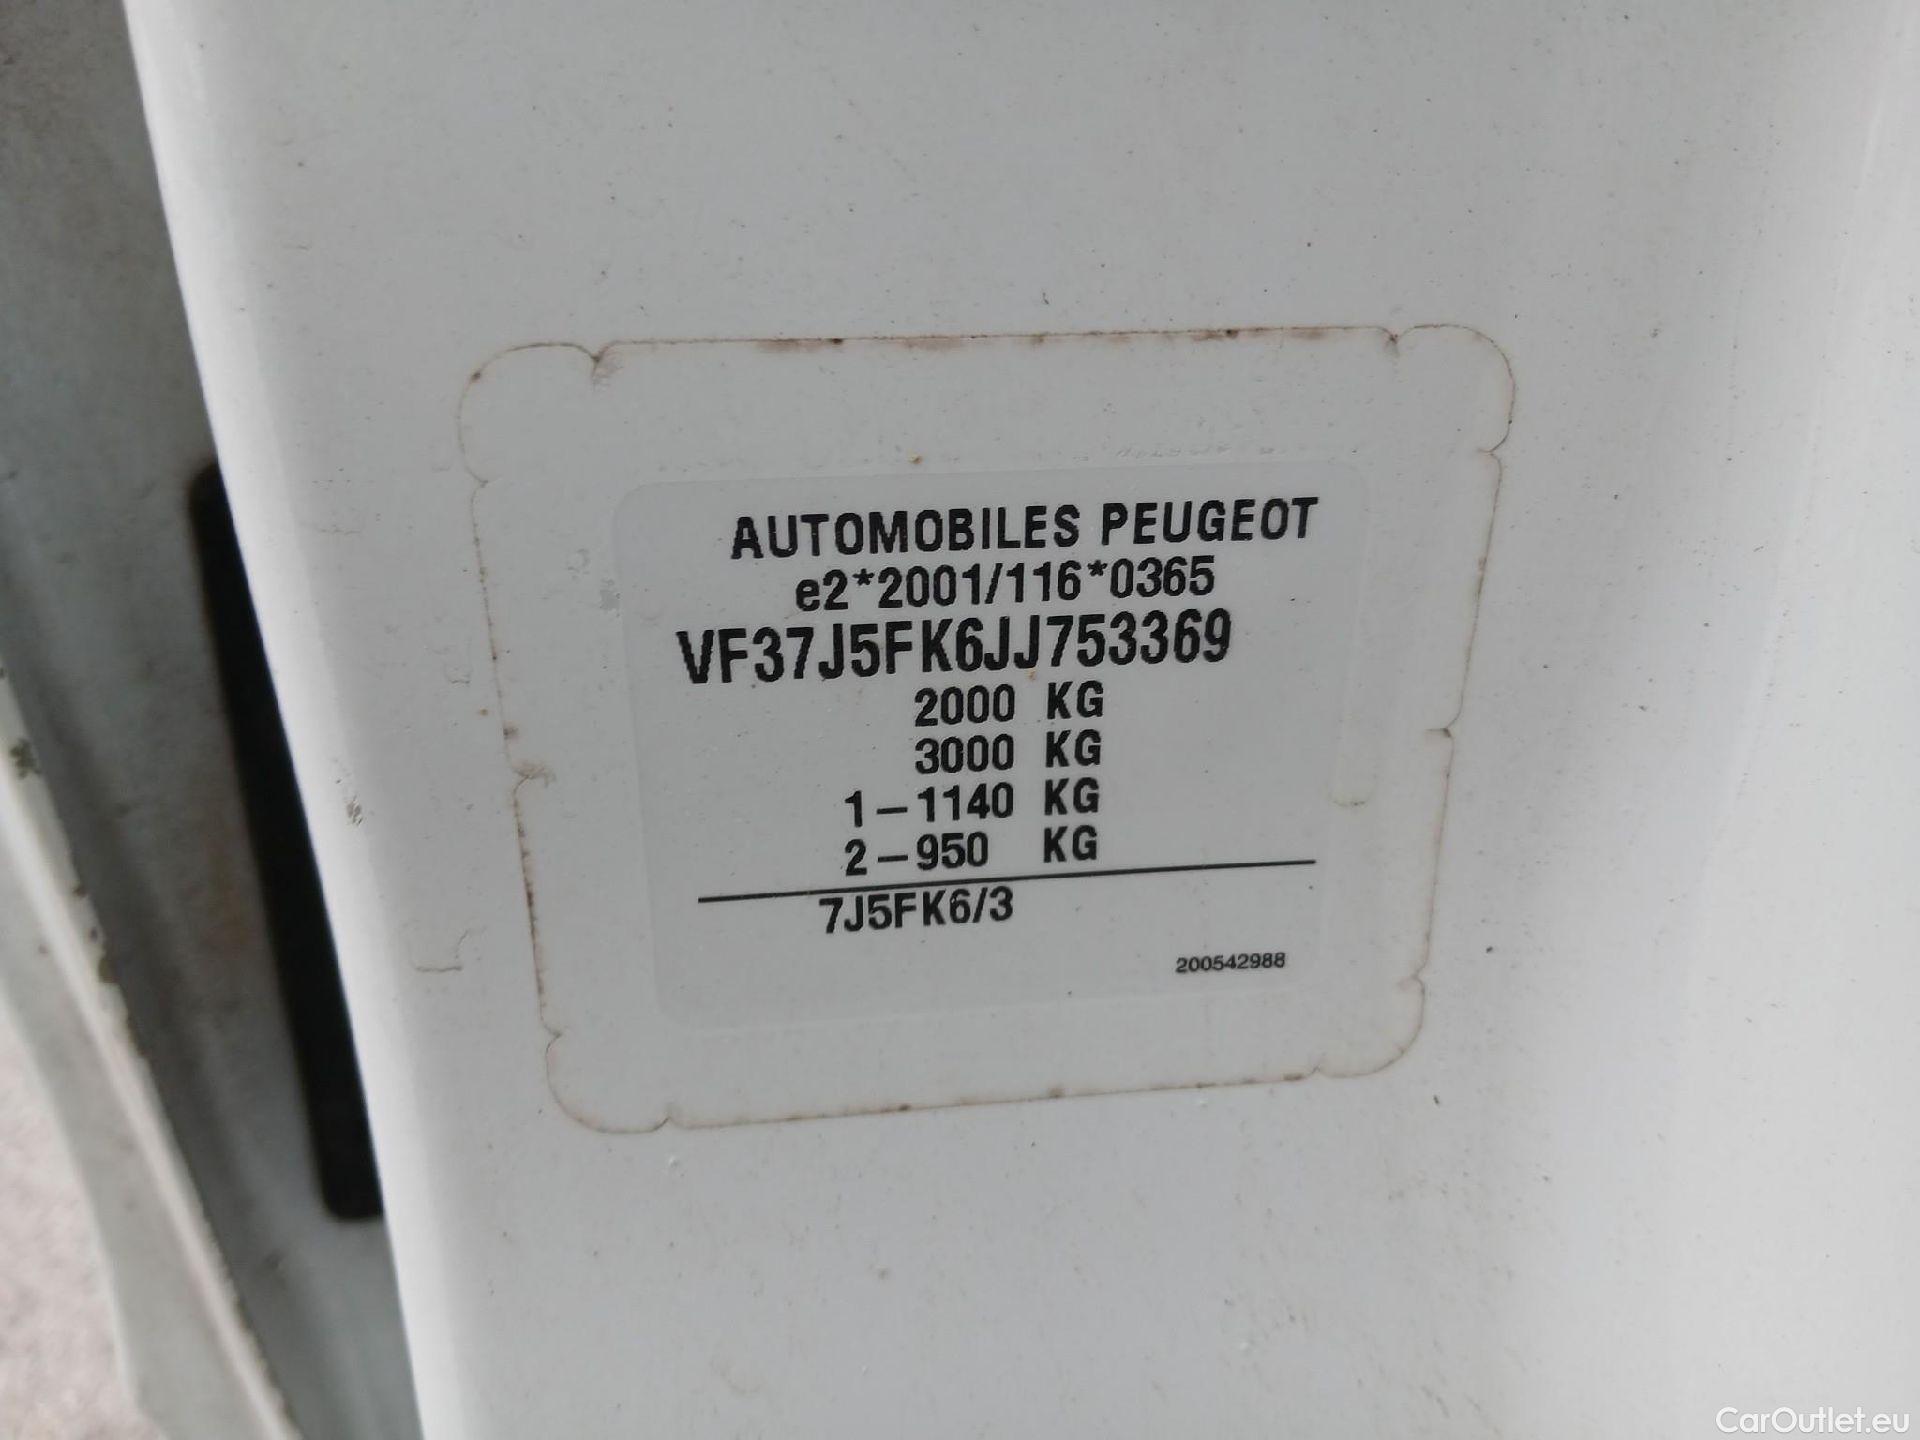 AUTOMOBILES PEUGEOT
e2*2001/116*0365
VF37J5FK6JJ753369
2000 KG
3000 KG
1–1140 KG
2–950 KG
7J5FK6/3
200542988
CarOutlet.eu